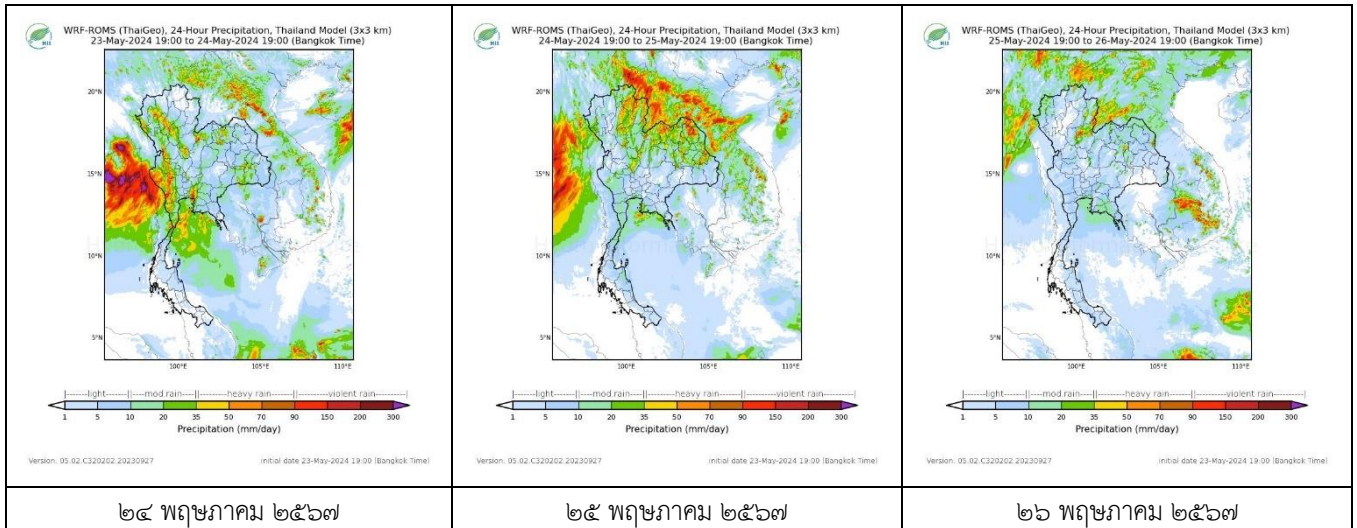 WRF-ROMS (ThaiGeo), 24-Hour Precipitation, Thailand Model (3x3 km)
23-May-2024 19:00 to 24-May-2024 19:00 (Bangkok Time)
20°N
15°N
10°N
5°N
100°E 105°E 110°E
light mod rain heavy rain violent rain
1 5 10 20 35 50 70 90 150 200 300
Precipitation (mm/day)
Version: 05.02.C320202.20230927 initial date 23-May-2024 19:00 (Bangkok Time)
๒๔ พฤษภาคม ๒๕๖๗
WRF-ROMS (ThaiGeo), 24-Hour Precipitation, Thailand Model (3x3 km)
24-May-2024 19:00 to 25-May-2024 19:00 (Bangkok Time)
20°N
15°N
10°N
5°N
100°E 105°E 110°E
light mod rain heavy rain violent rain
1 5 10 20 35 50 70 90 150 200 300
Precipitation (mm/day)
Version: 05.02.C320202.20230927 initial date 23-May-2024 19:00 (Bangkok Time)
๒๕ พฤษภาคม ๒๕๖๗
WRF-ROMS (ThaiGeo), 24-Hour Precipitation, Thailand Model (3x3 km)
25-May-2024 19:00 to 26-May-2024 19:00 (Bangkok Time)
20°N
15°N
10°N
5°N
100°E 105°E 110°E
light mod rain heavy rain violent rain
1 5 10 20 35 50 70 90 150 200 300
Precipitation (mm/day)
Version: 05.02.C320202.20230927 initial date 23-May-2024 19:00 (Bangkok Time)
๒๖ พฤษภาคม ๒๕๖๗